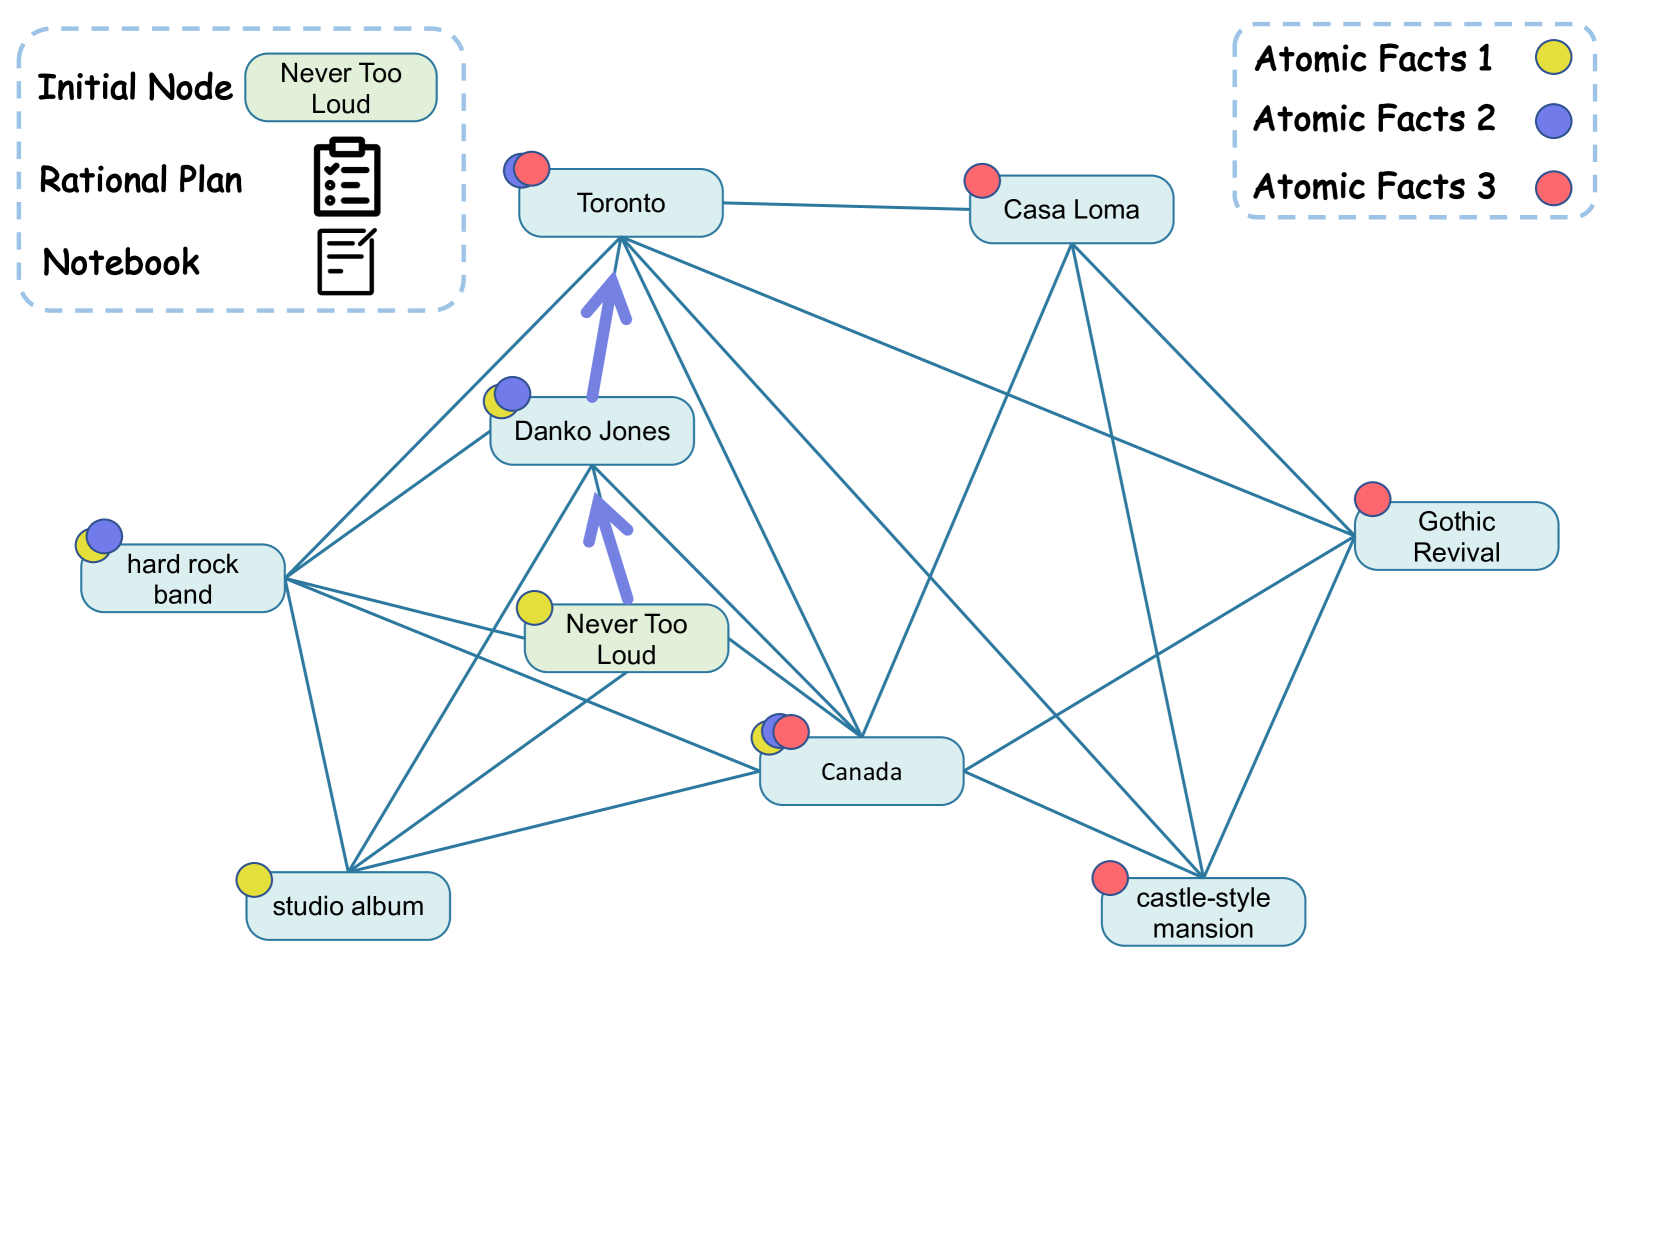 Initial Node
Never Too
Loud
Rational Plan
Notebook
Atomic Facts 1
Atomic Facts 2
Atomic Facts 3
Toronto
Casa Loma
Danko Jones
Gothic
Revival
hard rock
band
Never Too
Loud
Canada
studio album
castle-style
mansion